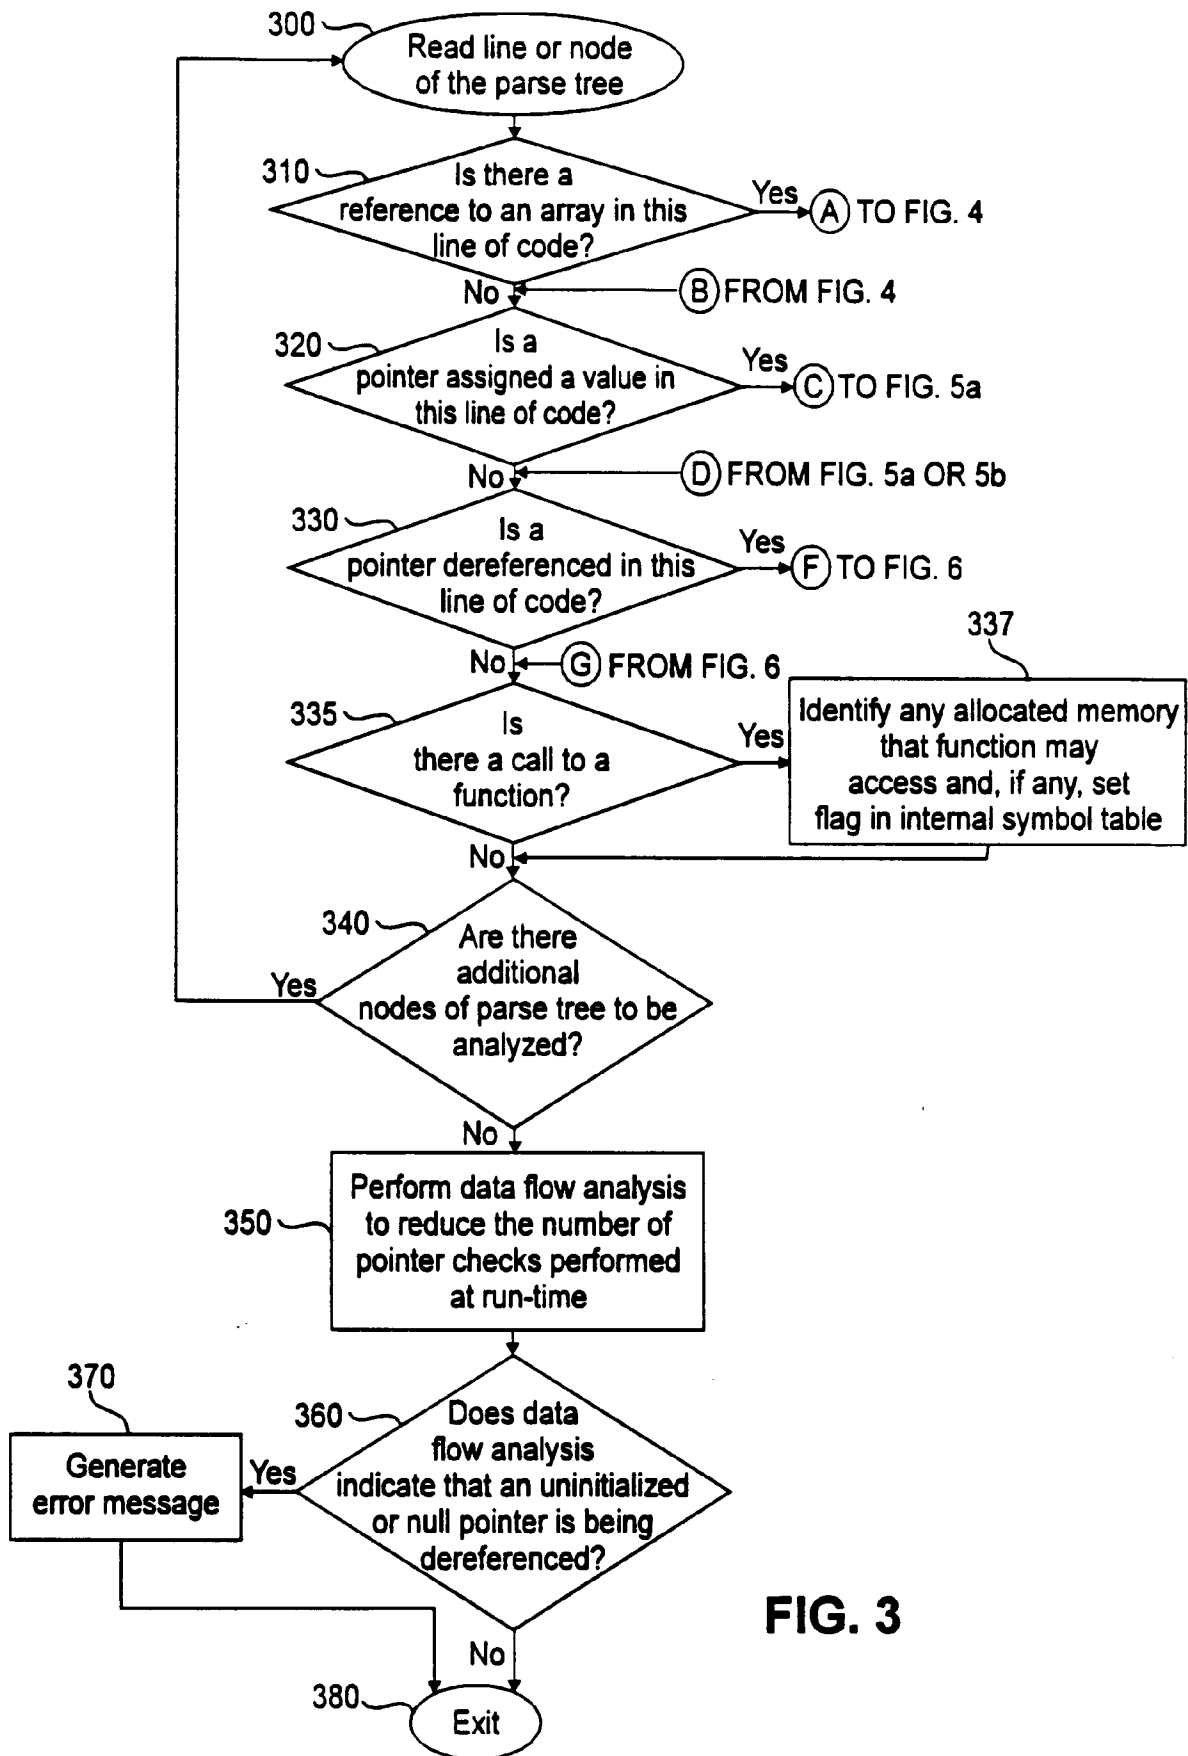 300
Read line or node
of the parse tree
310
Is there a
reference to an array in this
line of code?
Yes
A TO FIG. 4
No
B FROM FIG. 4
320
Is a
pointer assigned a value in
this line of code?
Yes
C TO FIG. 5a
No
D FROM FIG. 5a OR 5b
330
Is a
pointer dereferenced in this
line of code?
Yes
F TO FIG. 6
No
G FROM FIG. 6
335
Is
there a call to a
function?
Yes
337
Identify any allocated memory
that function may
access and, if any, set
flag in internal symbol table
No
340
Are there
additional
nodes of parse tree to be
analyzed?
Yes
No
350
Perform data flow analysis
to reduce the number of
pointer checks performed
at run-time
360
Does data
flow analysis
indicate that an uninitialized
or null pointer is being
dereferenced?
Yes
370
Generate
error message
No
380
Exit
FIG. 3